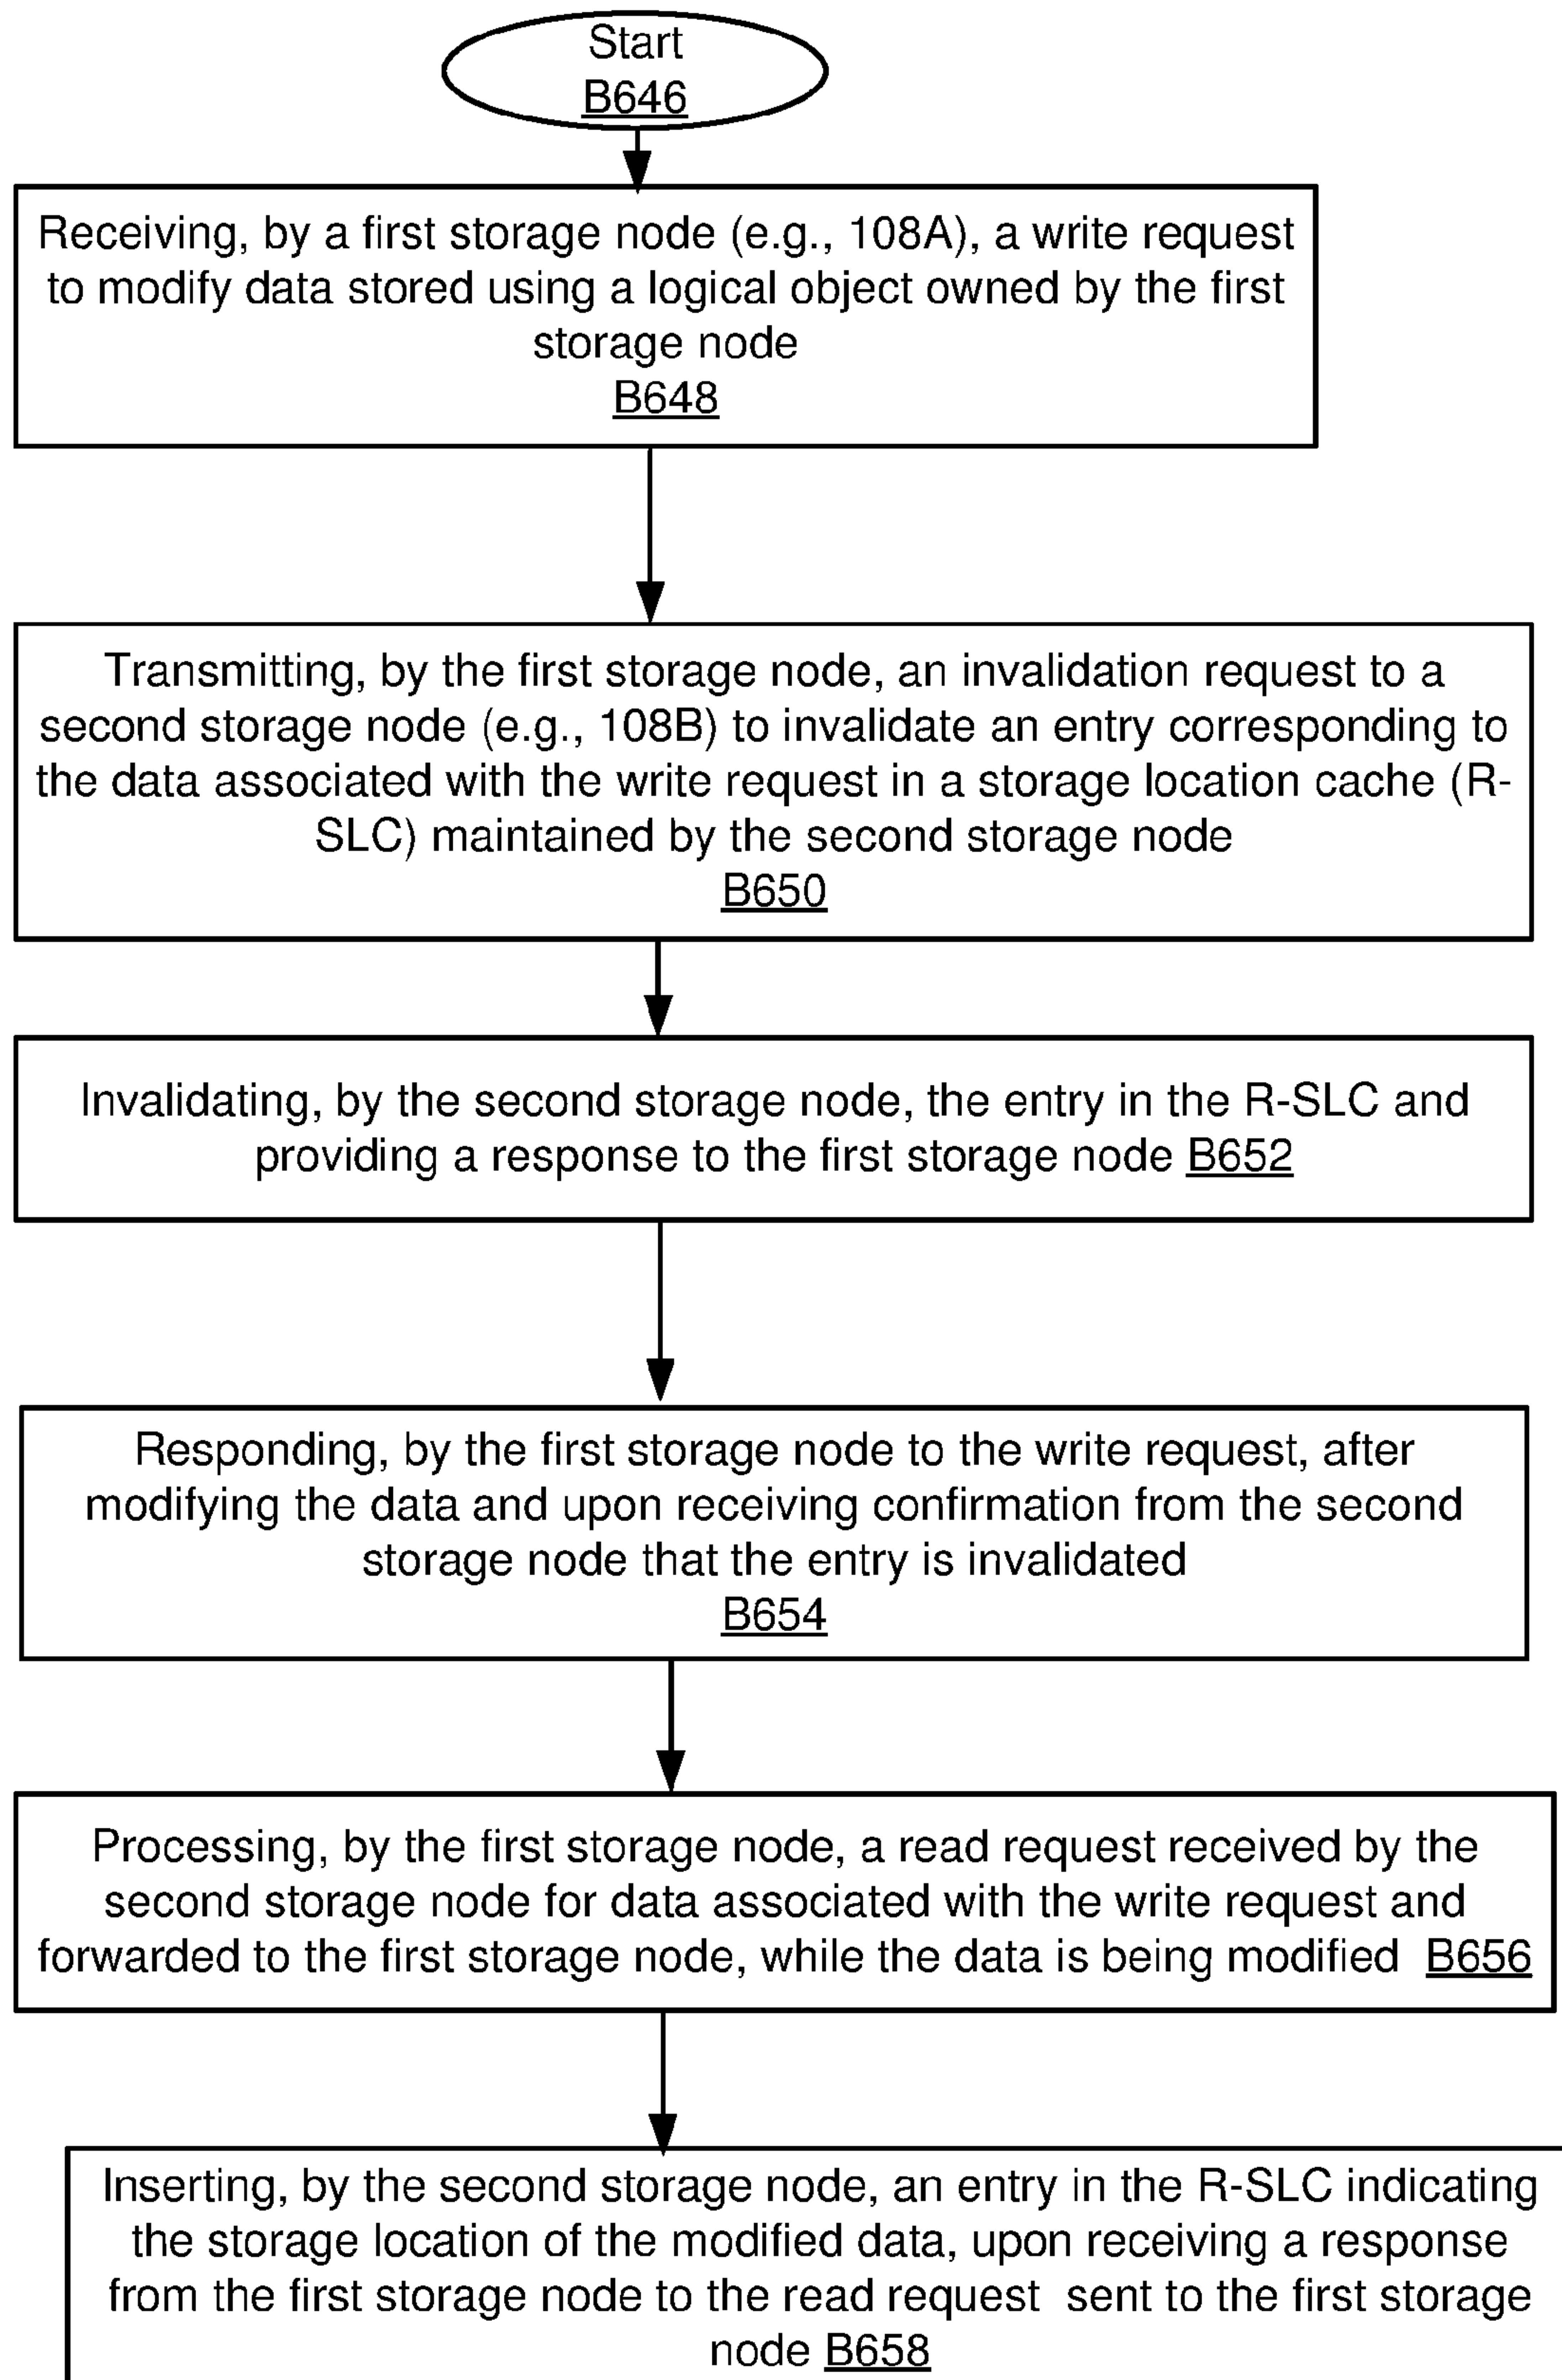 Start
B646
Receiving, by a first storage node (e.g., 108A), a write request
to modify data stored using a logical object owned by the first
storage node
B648
Transmitting, by the first storage node, an invalidation request to a
second storage node (e.g., 108B) to invalidate an entry corresponding to
the data associated with the write request in a storage location cache (R-
SLC) maintained by the second storage node
B650
Invalidating, by the second storage node, the entry in the R-SLC and
providing a response to the first storage node B652
Responding, by the first storage node to the write request, after
modifying the data and upon receiving confirmation from the second
storage node that the entry is invalidated
B654
Processing, by the first storage node, a read request received by the
second storage node for data associated with the write request and
forwarded to the first storage node, while the data is being modified B656
Inserting, by the second storage node, an entry in the R-SLC indicating
the storage location of the modified data, upon receiving a response
from the first storage node to the read request sent to the first storage
node B658